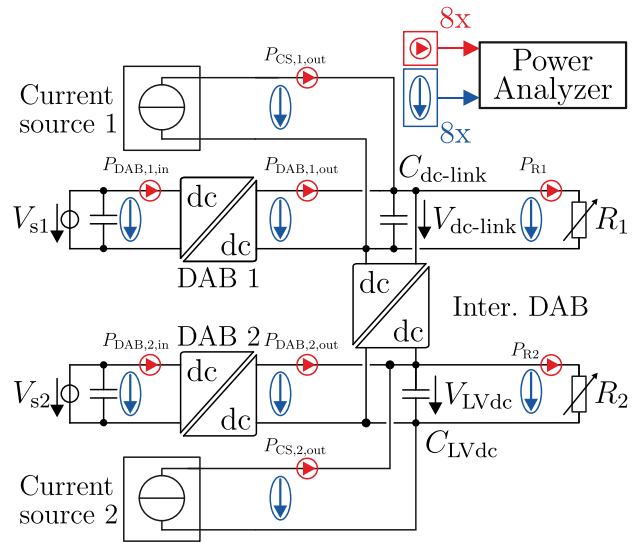 8x
P_CS,1,out
Power
Analyzer
Current
source 1
8x
P_DAB,1,in
P_DAB,1,out
C_dc-link
P_R1
V_s1
dc
dc
V_dc-link
R_1
DAB 1
dc
dc
Inter. DAB
P_DAB,2,in
DAB 2
P_DAB,2,out
P_R2
V_s2
dc
dc
V_LVdc
R_2
P_CS,2,out
C_LVdc
Current
source 2